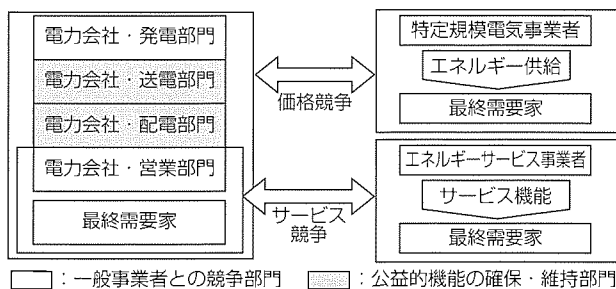 電力会社・発電部門
電力会社・送電部門
電力会社・配電部門
電力会社・営業部門
最終需要家
価格競争
サービス
競争
特定規模電気事業者
エネルギー供給
最終需要家
エネルギーサービス事業者
サービス機能
最終需要家
:一般事業者との競争部門
:公益的機能の確保・維持部門